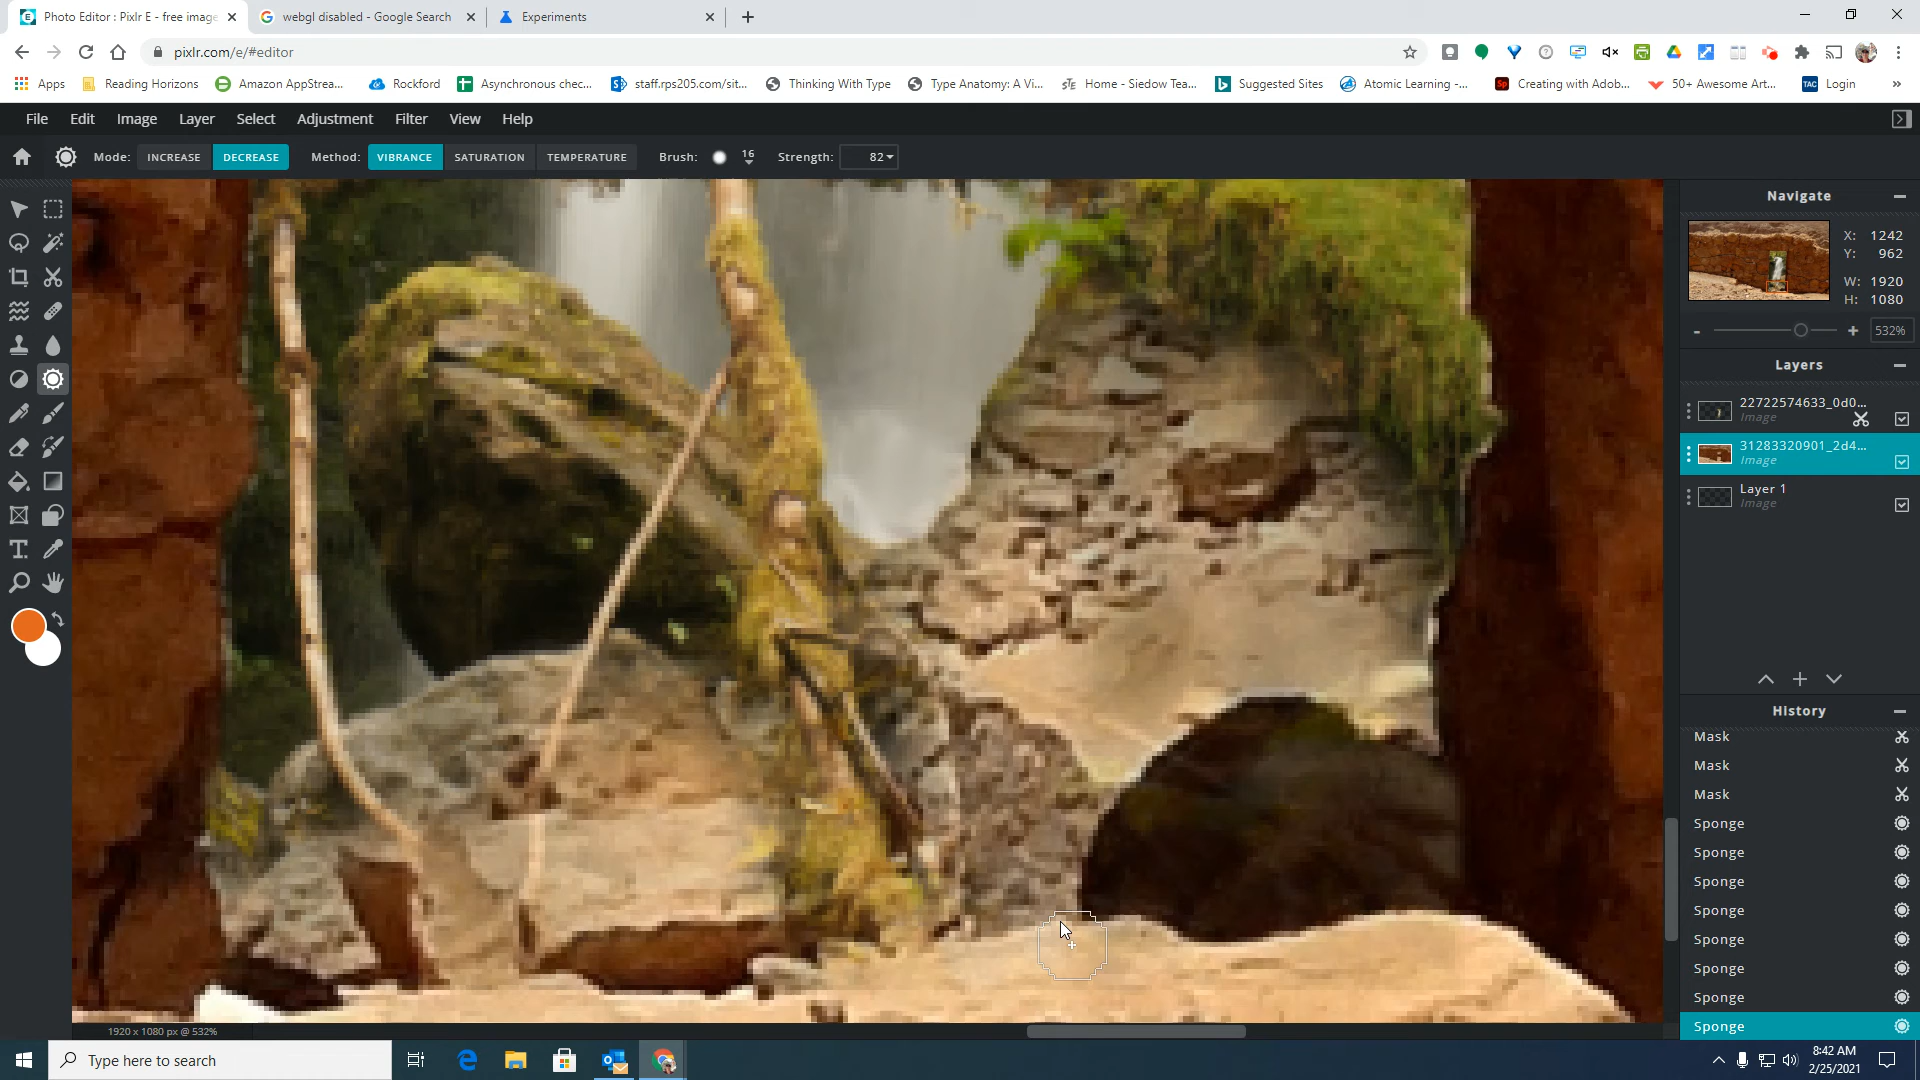 Photo Editor : Pixlr E - free image
webgl disabled - Google Search
Experiments
pixlr.com/e/#editor
Apps
Reading Horizons
Amazon AppStrea...
Rockford
Asynchronous chec...
staff.rps205.com/sit...
Thinking With Type
Type Anatomy: A Vi...
Home - Siedow Tea...
Suggested Sites
Atomic Learning -...
Creating with Adob...
50+ Awesome Art...
TAC Login
File Edit Image Layer Select Adjustment Filter View Help
Mode: INCREASE DECREASE Method: VIBRANCE SATURATION TEMPERATURE Brush: 16 Strength: 82
Navigate
X: 1242
Y: 962
W: 1920
H: 1080
532%
Layers
22722574633_0d0...
Image
31283320901_2d4...
Image
Layer 1
Image
History
Mask
Mask
Mask
Sponge
Sponge
Sponge
Sponge
Sponge
Sponge
Sponge
Sponge
1920 x 1080 px @ 532%
Type here to search
8:42 AM
2/25/2021